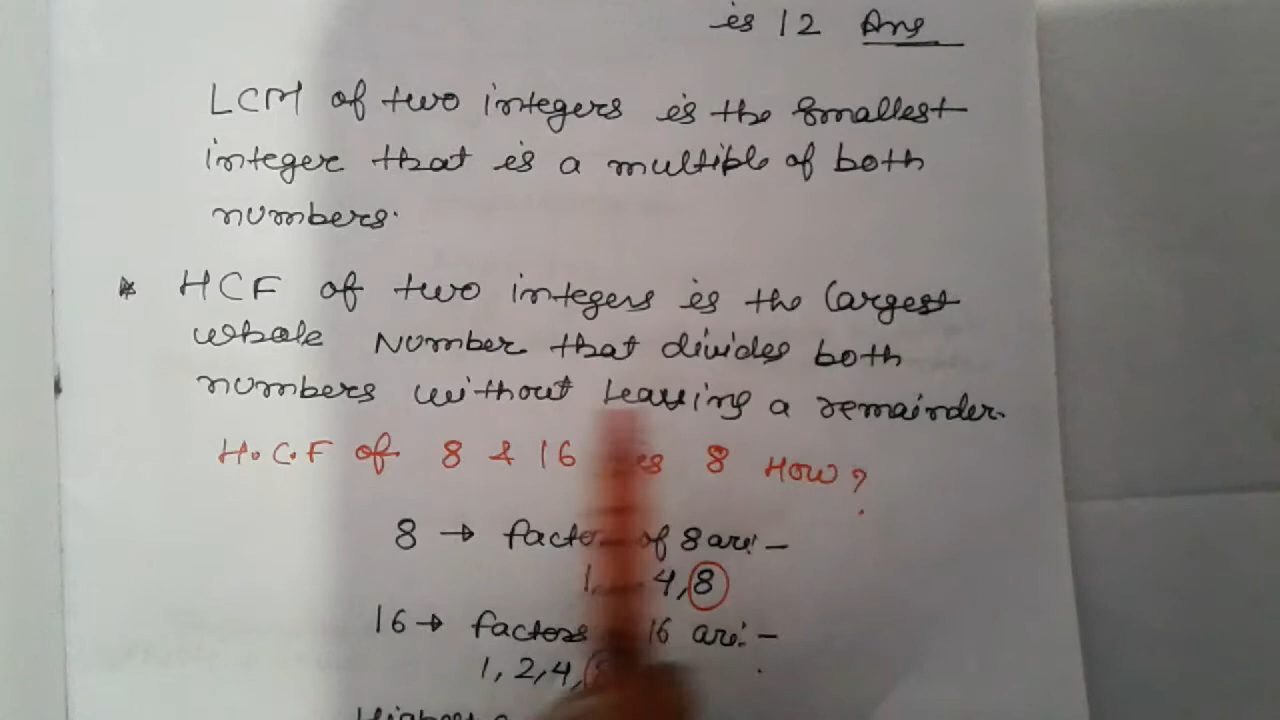 is 12 Ans
LCM of two integers is the smallest
integer that is a multiple of both
numbers.
* HCF of two integers is the largest
whole Number that divides both
numbers without leaving a remainder.
H.C.F of 8 & 16 is 8 How?
8 → of 8 are:-
1, 4, 8
16 → factors 16 are:-
1, 2, 4,